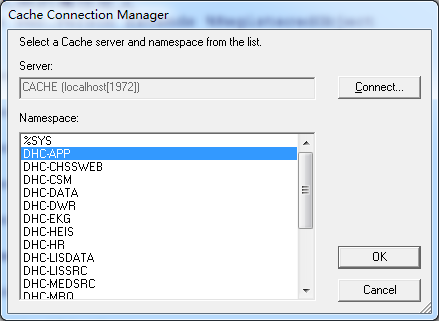 Cache Connection Manager
Select a Cache server and namespace from the list.
Server:
CACHE (localhost[1972])
Connect...
Namespace:
%SYS
DHC-APP
DHC-CHSSWEB
DHC-CSM
DHC-DATA
DHC-DWR
DHC-EKG
DHC-HEIS
DHC-HR
DHC-LISDATA
DHC-LISSRC
DHC-MEDSRC
DHC-MRQ
OK
Cancel